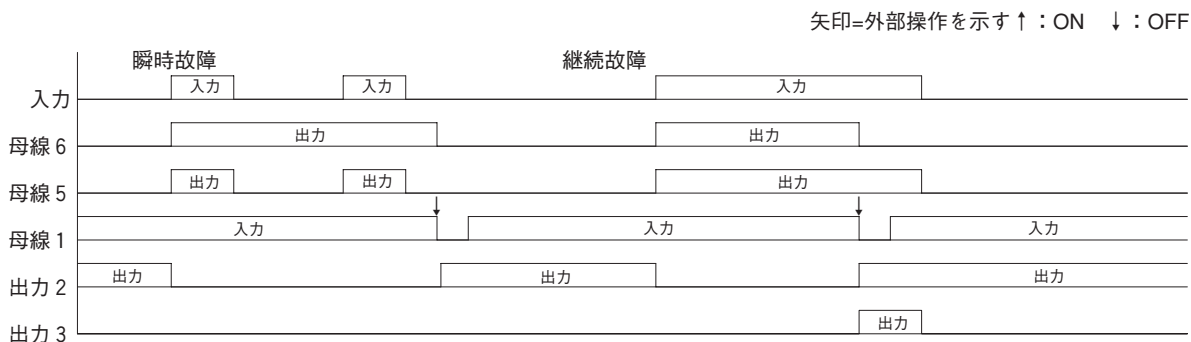 矢印=外部操作を示す↑：ON　↓：OFF
瞬時故障
継続故障
入力
入力
入力
入力
母線 6
出力
出力
母線 5
出力
出力
出力
母線 1
入力
入力
入力
出力 2
出力
出力
出力
出力 3
出力